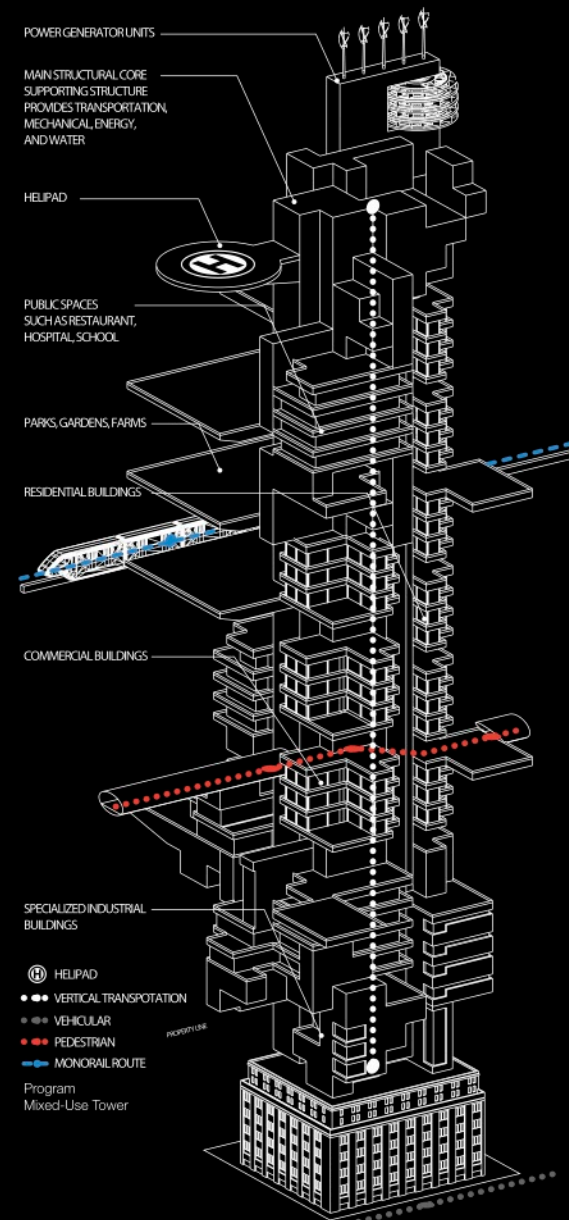 POWER GENERATOR UNITS
MAIN STRUCTURAL CORE
SUPPORTING STRUCTURE
PROVIDES TRANSPORTATION,
MECHANICAL, ENERGY,
AND WATER
HELIPAD
H
PUBLIC SPACES
SUCH AS RESTAURANT,
HOSPITAL, SCHOOL
PARKS, GARDENS, FARMS
RESIDENTIAL BUILDINGS
COMMERCIAL BUILDINGS
SPECIALIZED INDUSTRIAL
BUILDINGS
H HELIPAD
VERTICAL TRANSPOTATION
VEHICULAR
PROPERTY LINE
PEDESTRIAN
MONORAIL ROUTE
Program
Mixed-Use Tower